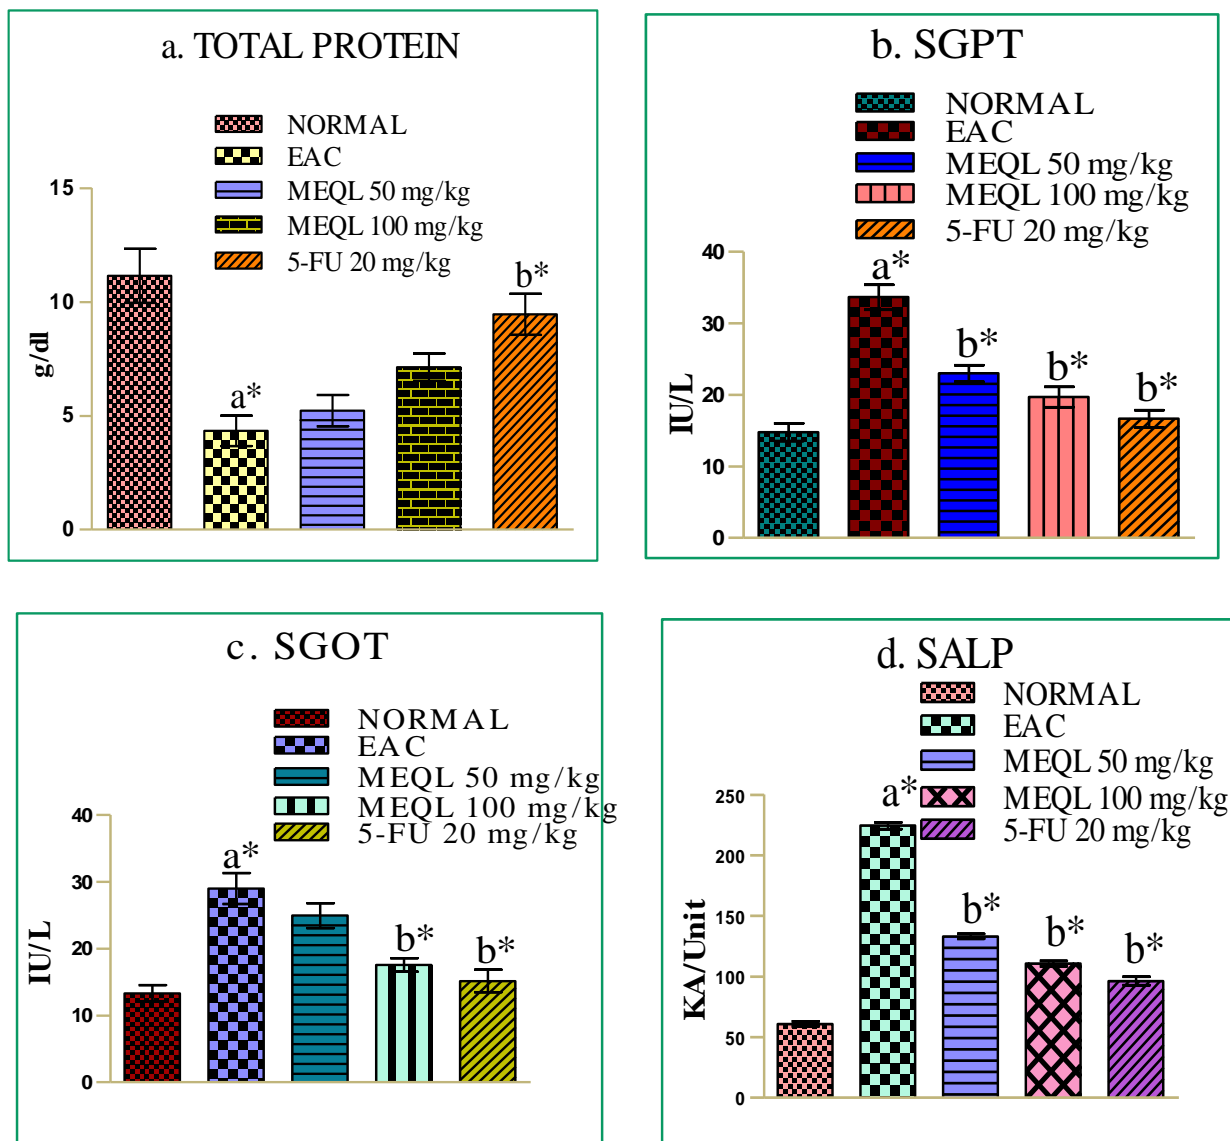 a. TOTAL PROTEIN
NORMAL
EAC
MEQL 50 mg/kg
MEQL 100 mg/kg
5-FU 20 mg/kg
15
10
5
0
g/dl
a*
b*
b. SGPT
NORMAL
EAC
MEQL 50 mg/kg
MEQL 100 mg/kg
5-FU 20 mg/kg
40
30
20
10
0
IU/L
a*
b*
b*
b*
c. SGOT
NORMAL
EAC
MEQL 50 mg/kg
MEQL 100 mg/kg
5-FU 20 mg/kg
40
30
20
10
0
IU/L
a*
b*
b*
d. SALP
NORMAL
EAC
MEQL 50 mg/kg
MEQL 100 mg/kg
5-FU 20 mg/kg
250
200
150
100
50
0
KA/Unit
a*
b*
b*
b*